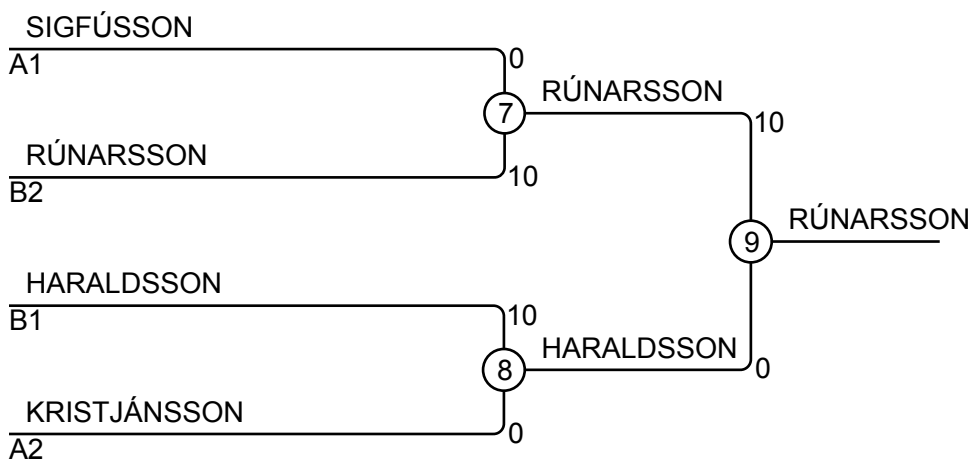 SIGFÚSSON
A1
0
7
RÚNARSSON
10
RÚNARSSON
B2
10
9
RÚNARSSON
HARALDSSON
B1
10
8
HARALDSSON
0
KRISTJÁNSSON
A2
0